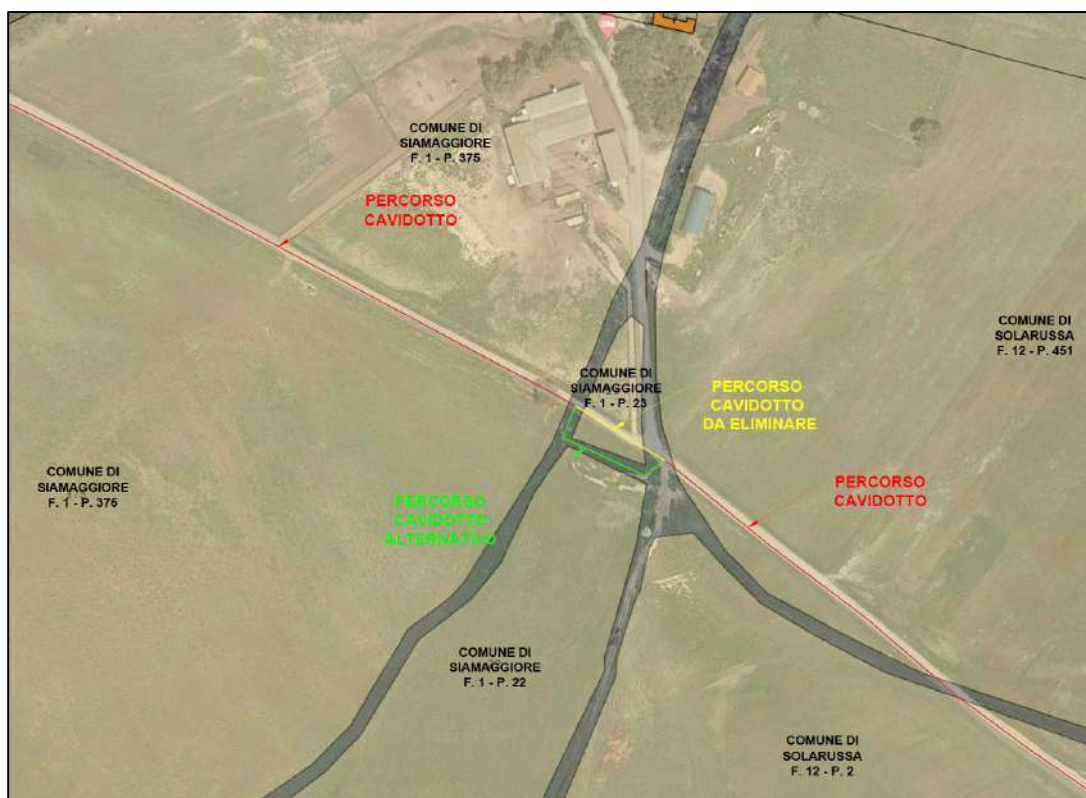 COMUNE DI
SIAMAGGIORE
F. 1 - P. 375
PERCORSO
CAVIDOTTO
COMUNE DI
SOLARUSSA
F. 12 - P. 451
COMUNE DI
SIAMAGGIORE
F. 1 - P. 23
PERCORSO
CAVIDOTTO
DA ELIMINARE
COMUNE DI
SIAMAGGIORE
F. 1 - P. 375
PERCORSO
CAVIDOTTO
PERCORSO
CAVIDOTTO
ALTERNATIVO
COMUNE DI
SIAMAGGIORE
F. 1 - P. 22
COMUNE DI
SOLARUSSA
F. 12 - P. 2